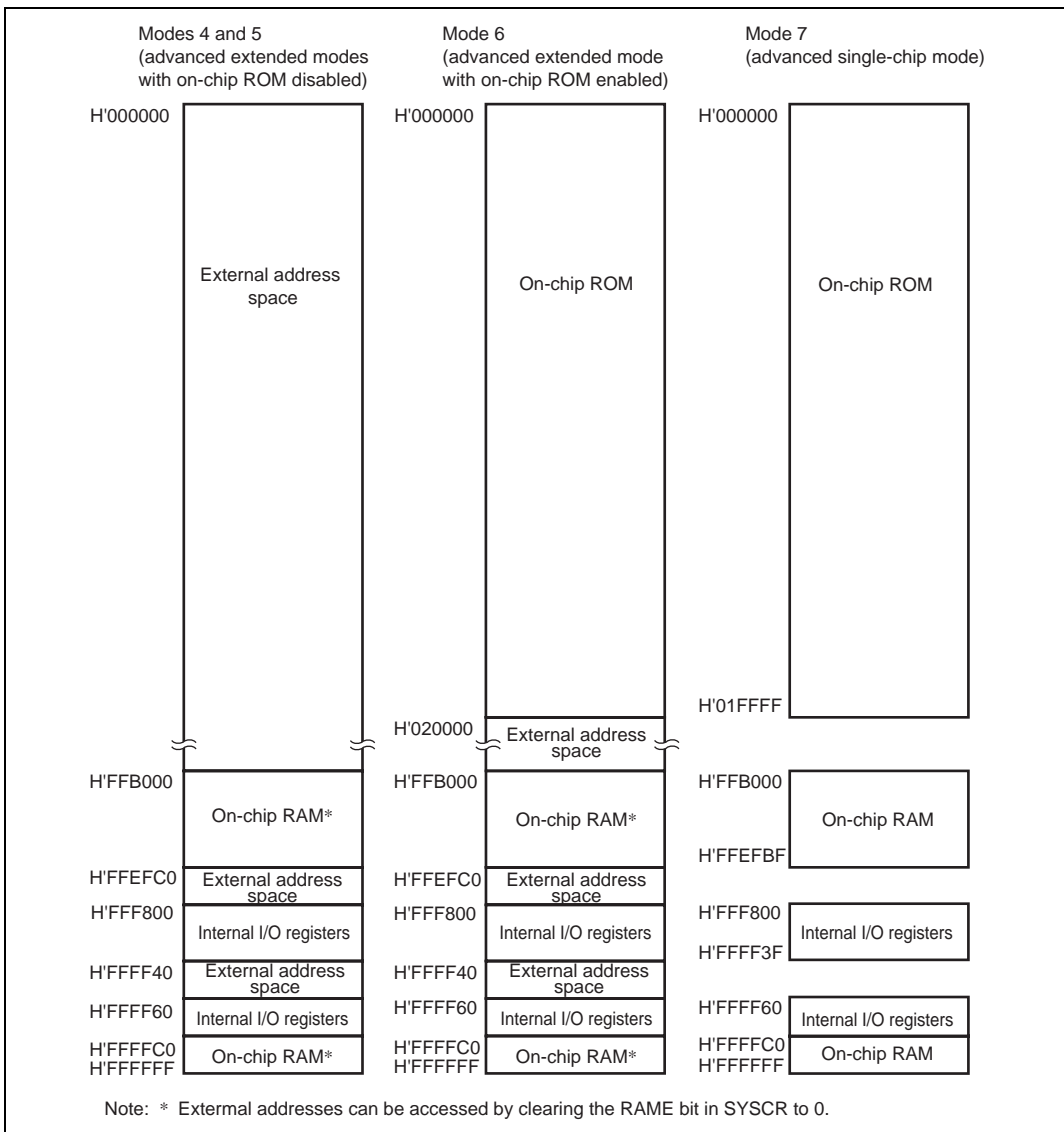 Modes 4 and 5
(advanced extended modes
with on-chip ROM disabled)
H'000000
External address
space
H'FFB000
On-chip RAM*
H'FFEFC0
External address
space
H'FFF800
Internal I/O registers
H'FFFF40
External address
space
H'FFFF60
Internal I/O registers
H'FFFFC0
On-chip RAM*
H'FFFFFF
Mode 6
(advanced extended mode
with on-chip ROM enabled)
H'000000
On-chip ROM
H'020000
External address
space
H'FFB000
On-chip RAM*
H'FFEFC0
External address
space
H'FFF800
Internal I/O registers
H'FFFF40
External address
space
H'FFFF60
Internal I/O registers
H'FFFFC0
On-chip RAM*
H'FFFFFF
Mode 7
(advanced single-chip mode)
H'000000
On-chip ROM
H'01FFFF
H'FFB000
On-chip RAM
H'FFEFBF
H'FFF800
Internal I/O registers
H'FFFF3F
H'FFFF60
Internal I/O registers
H'FFFFC0
On-chip RAM
H'FFFFFF
Note: * Extermal addresses can be accessed by clearing the RAME bit in SYSCR to 0.